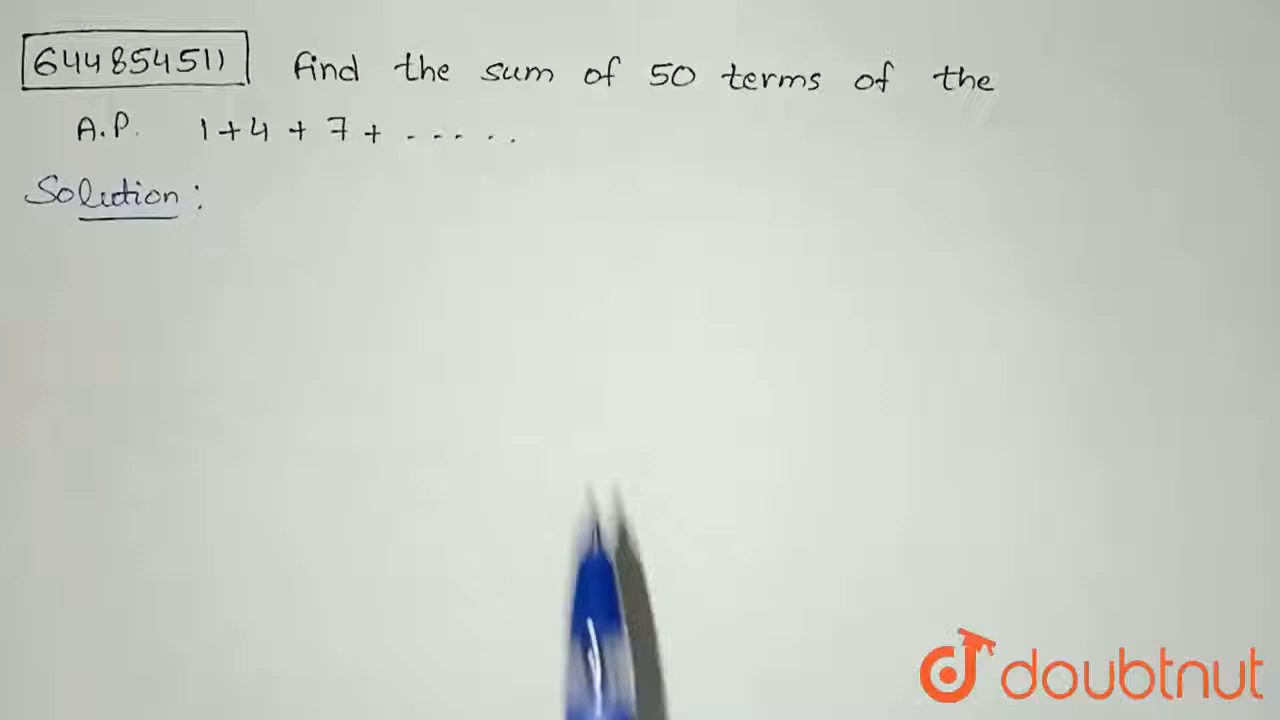 644854511 find the sum of 50 terms of the
A.P. 1+4+7+ .....
Solution:
doubtnut